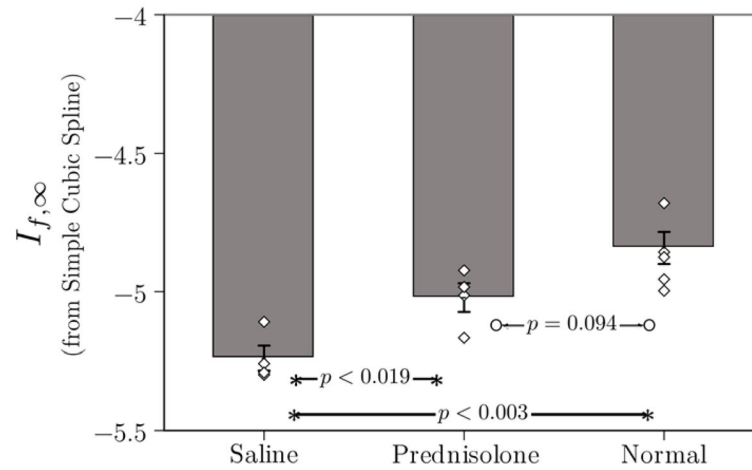 −4
−4.5
−5
−5.5
I_{f,∞}
(from Simple Cubic Spline)
p = 0.094
p < 0.019
p < 0.003
Saline Prednisolone Normal